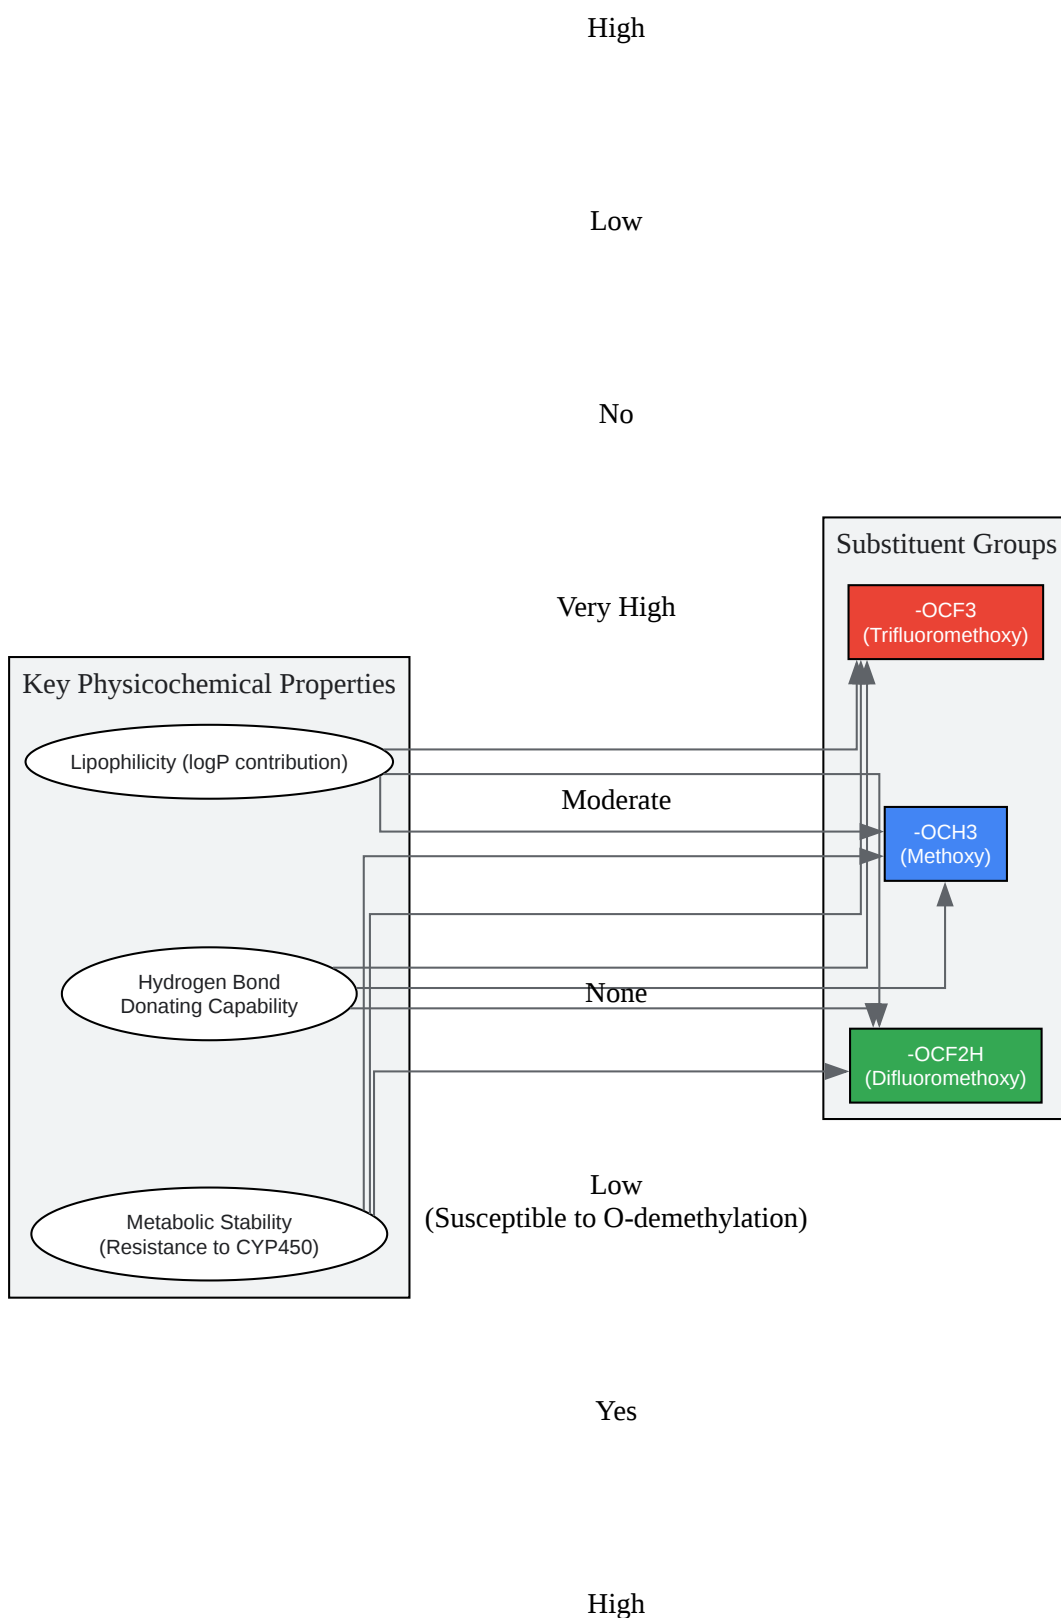 High
Low
No
Substituent Groups
-OCF3
(Trifluoromethoxy)
Very High
Key Physicochemical Properties
Lipophilicity (logP contribution)
Moderate
-OCH3
(Methoxy)
Hydrogen Bond
Donating Capability
None
-OCF2H
(Difluoromethoxy)
Low
(Susceptible to O-demethylation)
Metabolic Stability
(Resistance to CYP450)
Yes
High